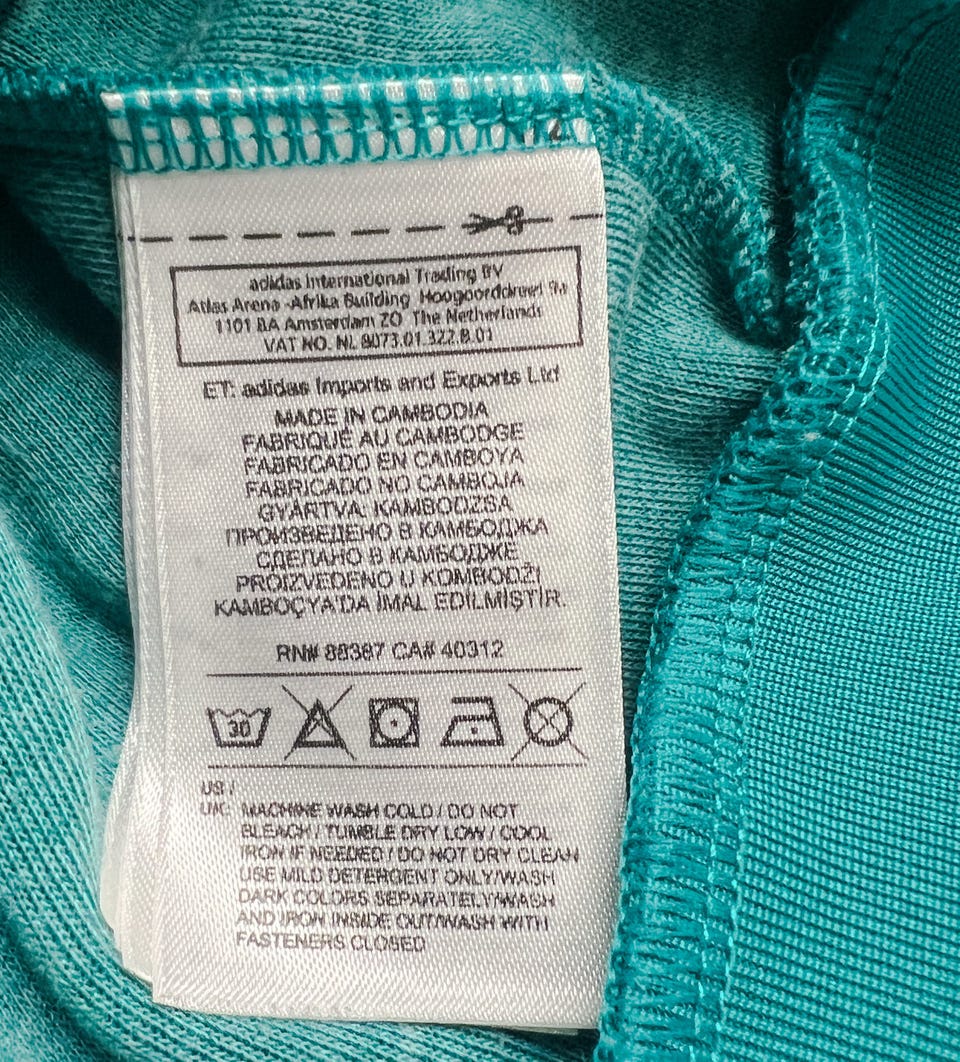 adidas International Trading BV
Atlas Arena -Afrika Building Hoogoorddreef 9a
1101 BA Amsterdam ZO The Netherlands
VAT NO. NL 8073.01.322.B.01
ET: adidas Imports and Exports Ltd
MADE IN CAMBODIA
FABRIQUÉ AU CAMBODGE
FABRICADO EN CAMBOYA
FABRICADO NO CAMBOJA
GYÁRTVA: KAMBODZSA
ПРОИЗВЕДЕНО В КАМБОДЖА
СДЕЛАНО В КАМБОДЖЕ
PROIZVEDENO U KOMBODŽI
KAMBOÇYA'DA İMAL EDILMIŞTİR.
RN# 88387 CA# 40312
30
US /
UK: MACHINE WASH COLD / DO NOT
BLEACH / TUMBLE DRY LOW / COOL
IRON IF NEEDED / DO NOT DRY CLEAN
USE MILD DETERGENT ONLY/WASH
DARK COLORS SEPARATELY/WASH
AND IRON INSIDE OUT/WASH WITH
FASTENERS CLOSED